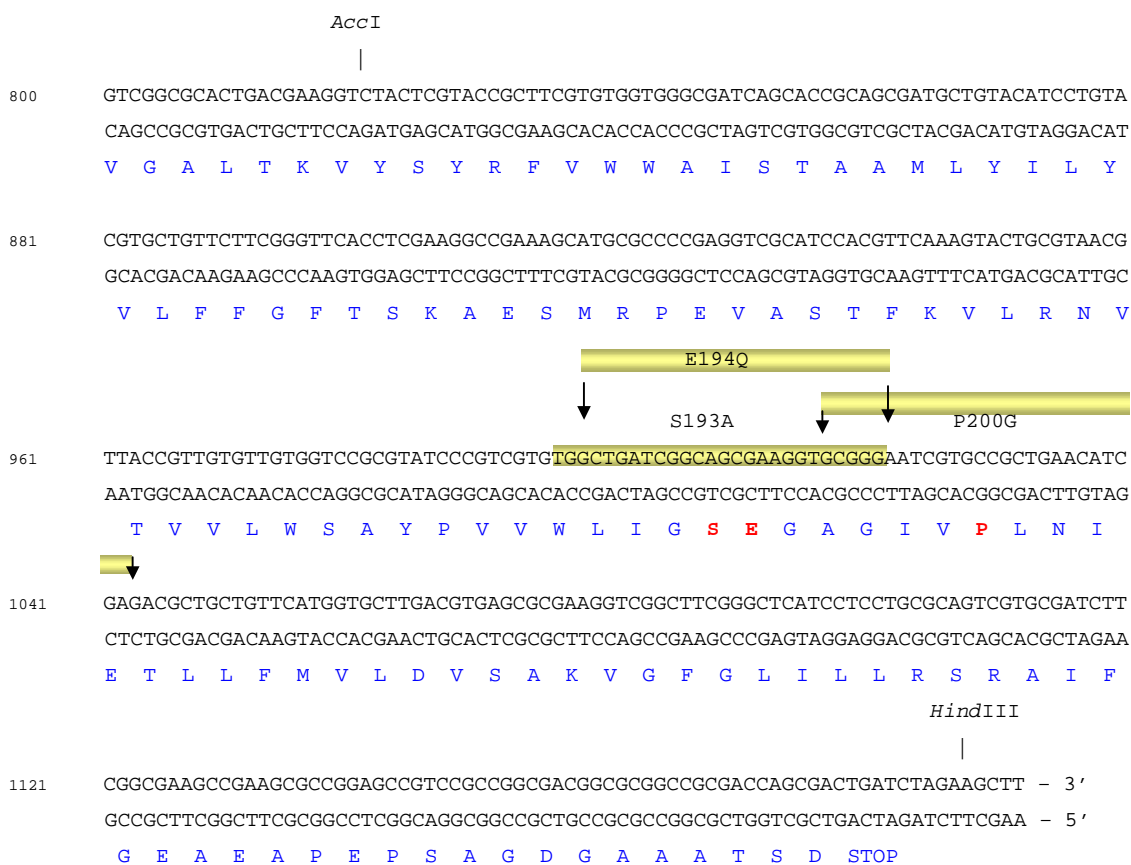 AccI
|
800 GTCGGCGCACTGACGAAGGTCTACTCGTACCGCTTCGTGTGGTGGGCGATCAGCACCGCAGCGATGCTGTACATCCTGTA
CAGCCGCGTGACTGCTTCCAGATGAGCATGGCGAAGCACACCACCCGCTAGTCGTGGCGTCGCTACGACATGTAGGACAT
V G A L T K V Y S Y R F V W W A I S T A A M L Y I L Y
881 CGTGCTGTTCTTCGGGTTCACCTCGAAGGCCGAAAGCATGCGCCCCGAGGTCGCATCCACGTTCAAAGTACTGCGTAACG
GCACGACAAGAAGCCCAAGTGGAGCTTCCGGCTTTCGTACGCGGGGCTCCAGCGTAGGTGCAAGTTTCATGACGCATTGC
V L F F G F T S K A E S M R P E V A S T F K V L R N V
E194Q
S193A P200G
961 TTACCGTTGTGTTGTGGTCCGCGTATCCCGTCGTGTGGCTGATCGGCAGCGAAGGTGCGGGAATCGTGCCGCTGAACATC
AATGGCAACACAACACCAGGCGCATAGGGCAGCACACCGACTAGCCGTCGCTTCCACGCCCTTAGCACGGCGACTTGTAG
T V V L W S A Y P V V W L I G S E G A G I V P L N I
1041 GAGACGCTGCTGTTCATGGTGCTTGACGTGAGCGCGAAGGTCGGCTTCGGGCTCATCCTCCTGCGCAGTCGTGCGATCTT
CTCTGCGACGACAAGTACCACGAACTGCACTCGCGCTTCCAGCCGAAGCCCGAGTAGGAGGACGCGTCAGCACGCTAGAA
E T L L F M V L D V S A K V G F G L I L L R S R A I F
HindIII
|
1121 CGGCGAAGCCGAAGCGCCGGAGCCGTCCGCCGGCGACGGCGCGGCCGCGACCAGCGACTGATCTAGAAGCTT – 3’
GCCGCTTCGGCTTCGCGGCCTCGGCAGGCGGCCGCTGCCGCGCCGGCGCTGGTCGCTGACTAGATCTTCGAA – 5’
G E A E A P E P S A G D G A A A T S D STOP